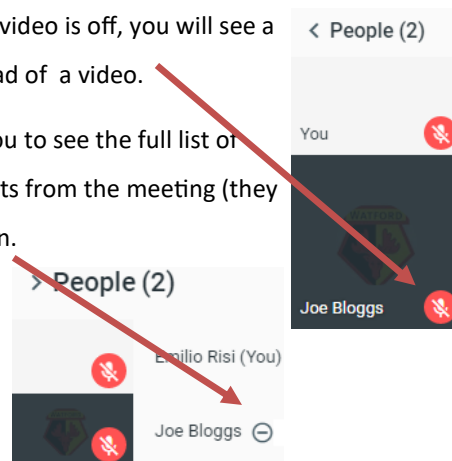 video is off, you will see a
ad of a video.
ou to see the full list of
ts from the meeting (they
n.
< People (2)
You
WATFORD
Joe Bloggs
> People (2)
Emilio Risi (You)
Joe Bloggs